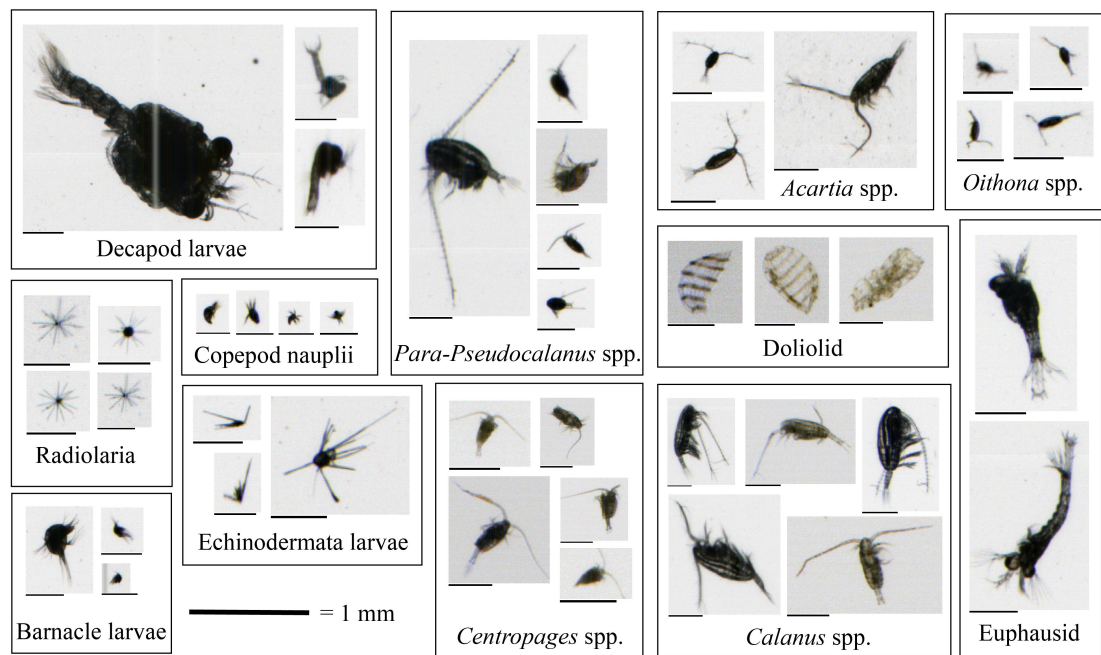 Decapod larvae
Para-Pseudocalanus spp.
Acartia spp.
Oithona spp.
Radiolaria
Copepod nauplii
Doliolid
Echinodermata larvae
Barnacle larvae
= 1 mm
Centropages spp.
Calanus spp.
Euphausid